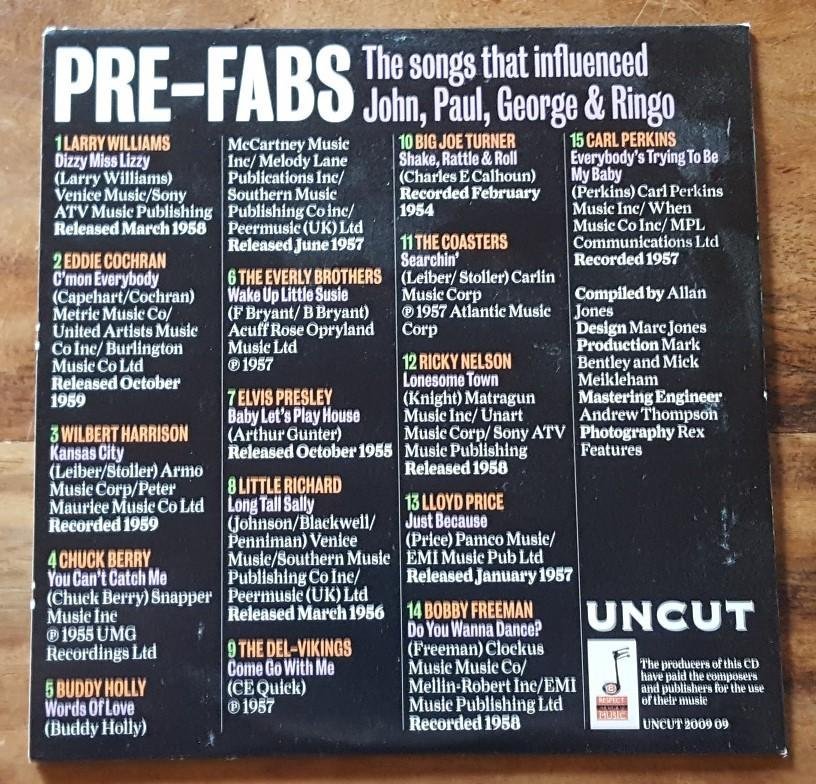 PRE-FABS
The songs that influenced
John, Paul, George & Ringo
1 LARRY WILLIAMS
Dizzy Miss Lizzy
(Larry Williams)
Venice Music/Sony
ATV Music Publishing
Released March 1958
2 EDDIE COCHRAN
C'mon Everybody
(Capehart/Cochran)
Metric Music Co/
United Artists Music
Co Inc/ Burlington
Music Co Ltd
Released October
1959
3 WILBERT HARRISON
Kansas City
(Leiber/Stoller) Armo
Music Corp/Peter
Maurice Music Co Ltd
Recorded 1959
4 CHUCK BERRY
You Can't Catch Me
(Chuck Berry) Snapper
Music Inc
℗ 1955 UMG
Recordings Ltd
5 BUDDY HOLLY
Words Of Love
(Buddy Holly)
McCartney Music
Inc/ Melody Lane
Publications Inc/
Southern Music
Publishing Co inc/
Peermusic (UK) Ltd
Released June 1957
6 THE EVERLY BROTHERS
Wake Up Little Susie
(F Bryant/ B Bryant)
Acuff Rose Opryland
Music Ltd
℗ 1957
7 ELVIS PRESLEY
Baby Let's Play House
(Arthur Gunter)
Released October 1955
8 LITTLE RICHARD
Long Tall Sally
(Johnson/Blackwell/
Penniman) Venice
Music/Southern Music
Publishing Co Inc/
Peermusic (UK) Ltd
Released March 1956
9 THE DEL-VIKINGS
Come Go With Me
(CE Quick)
℗ 1957
10 BIG JOE TURNER
Shake, Rattle & Roll
(Charles E Calhoun)
Recorded February
1954
11 THE COASTERS
Searchin'
(Leiber/ Stoller) Carlin
Music Corp
℗ 1957 Atlantic Music
Corp
12 RICKY NELSON
Lonesome Town
(Knight) Matragun
Music Inc/ Unart
Music Corp/ Sony ATV
Music Publishing
Released 1958
13 LLOYD PRICE
Just Because
(Price) Pamco Music/
EMI Music Pub Ltd
Released January 1957
14 BOBBY FREEMAN
Do You Wanna Dance?
(Freeman) Clockus
Music Music Co/
Mellin-Robert Inc/EMI
Music Publishing Ltd
Recorded 1958
15 CARL PERKINS
Everybody's Trying To Be
My Baby
(Perkins) Carl Perkins
Music Inc/ When
Music Co Inc/ MPL
Communications Ltd
Recorded 1957
Compiled by Allan
Jones
Design Marc Jones
Production Mark
Bentley and Mick
Meikleham
Mastering Engineer
Andrew Thompson
Photography Rex
Features
UNCUT
RESPECT
MUSIC
The producers of this CD
have paid the composers
and publishers for the use
of their music
UNCUT 2009 09